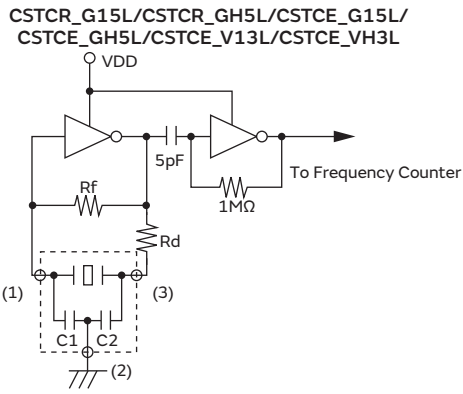 CSTCR_G15L/CSTCR_GH5L/CSTCE_G15L/
CSTCE_GH5L/CSTCE_V13L/CSTCE_VH3L
VDD
5pF
To Frequency Counter
Rf
1MΩ
Rd
(1)
(3)
C1
C2
(2)